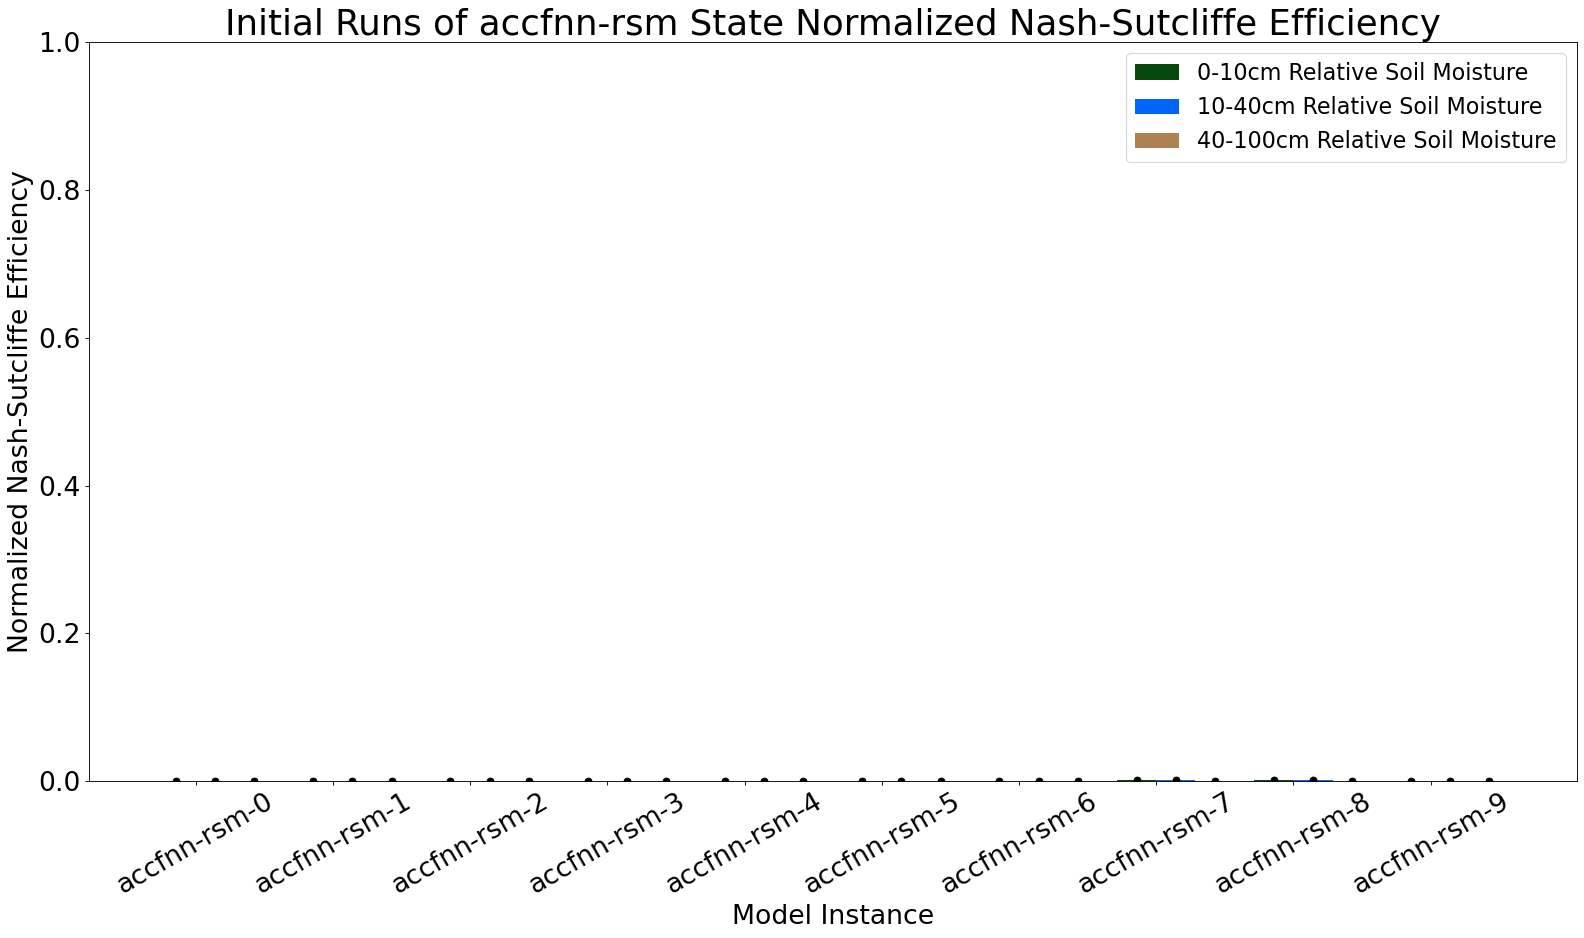 Initial Runs of accfnn-rsm State Normalized Nash-Sutcliffe Efficiency
0-10cm Relative Soil Moisture
10-40cm Relative Soil Moisture
40-100cm Relative Soil Moisture
Normalized Nash-Sutcliffe Efficiency
1.0
0.8
0.6
0.4
0.2
0.0
accfnn-rsm-0
accfnn-rsm-1
accfnn-rsm-2
accfnn-rsm-3
accfnn-rsm-4
accfnn-rsm-5
accfnn-rsm-6
accfnn-rsm-7
accfnn-rsm-8
accfnn-rsm-9
Model Instance